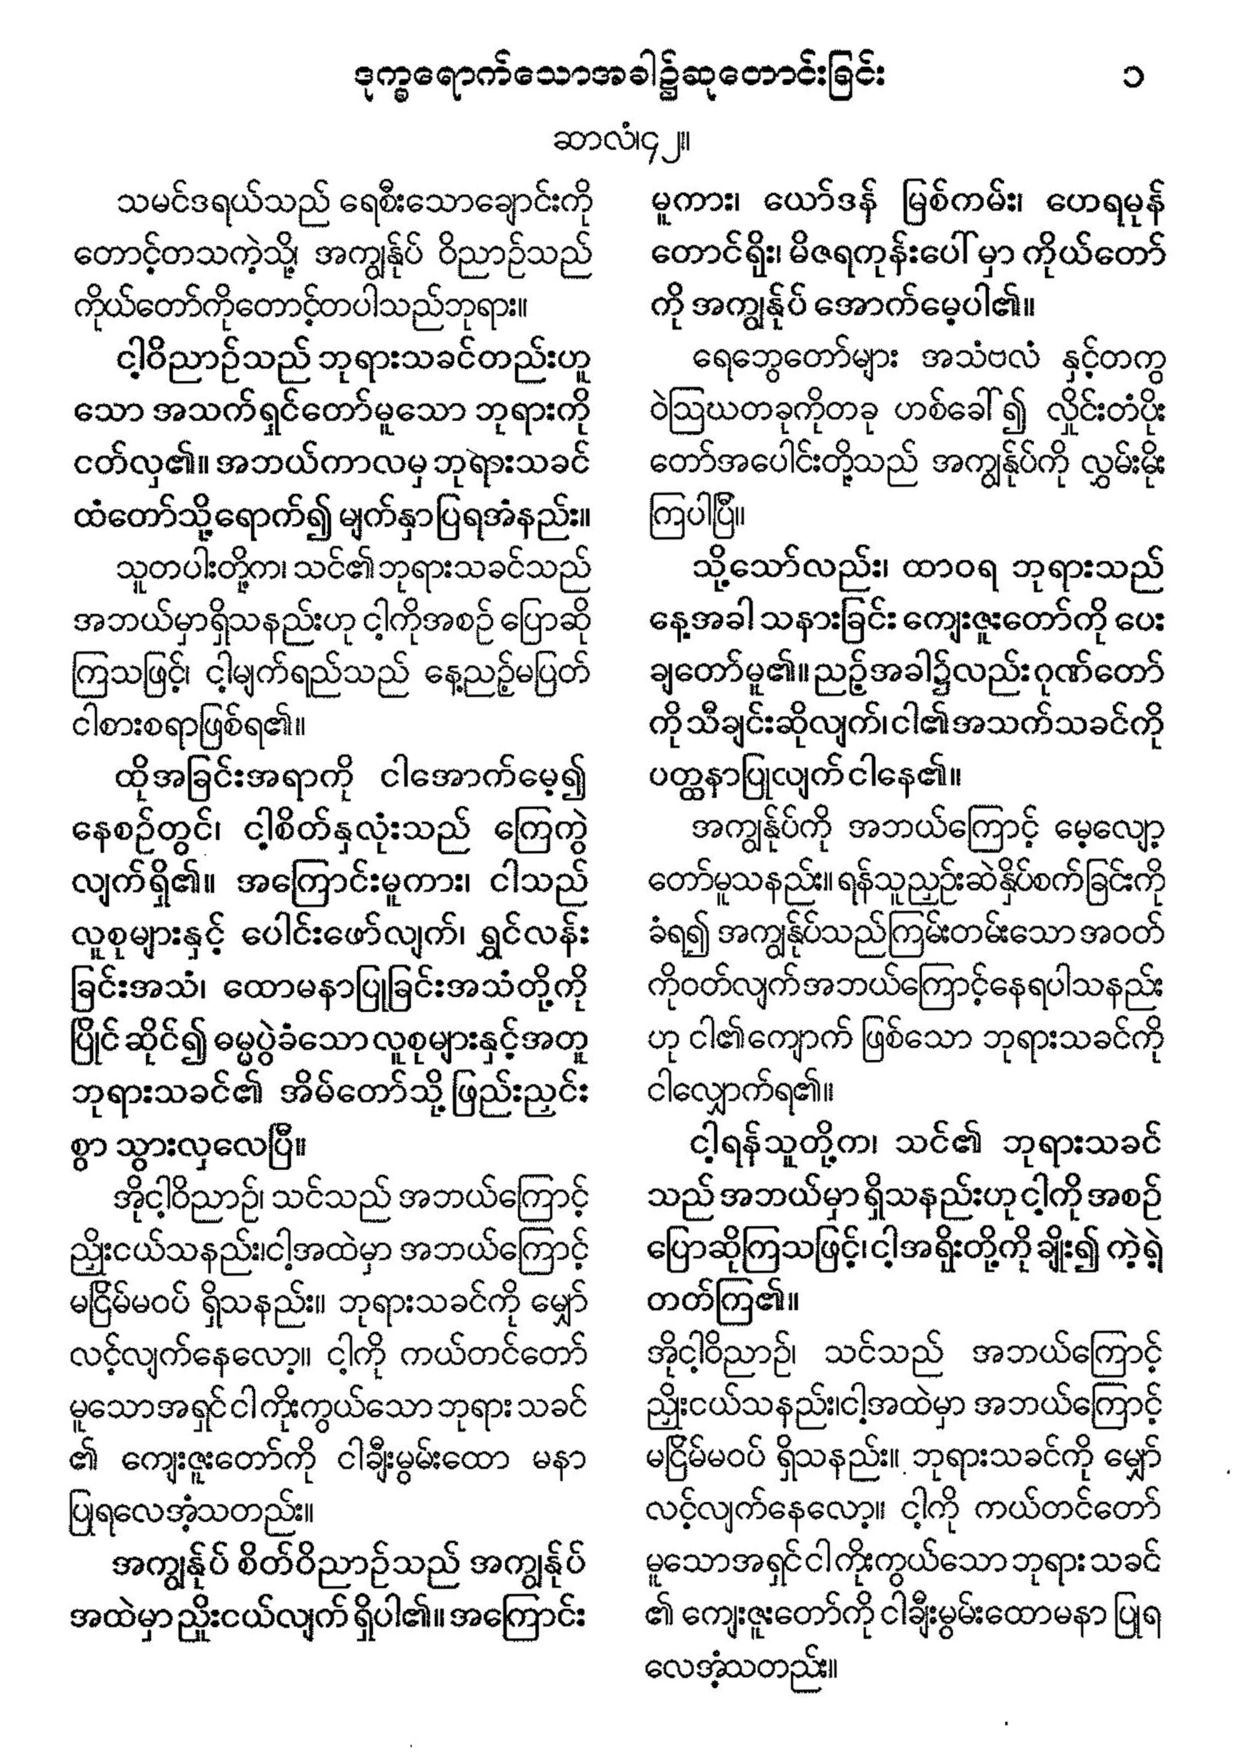 ဒုက္ခရောက်သောအခါ၌ဆုတောင်းခြင်း ၁
ဆာလံ၊၄၂။
သမင်ဒရယ်သည် ရေစီးသောချောင်းကို
တောင့်တသကဲ့သို့၊ အကျွန်ုပ် ဝိညာဉ်သည်
ကိုယ်တော်ကိုတောင့်တပါသည်ဘုရား။
ငါ့ဝိညာဉ်သည် ဘုရားသခင်တည်းဟူ
သော အသက်ရှင်တော်မူသော ဘုရားကို
ငတ်လှ၏။ အဘယ်ကာလမှ ဘုရားသခင်
ထံတော်သို့ရောက်၍ မျက်နှာပြရအံနည်း။
သူတပါးတို့က၊ သင်၏ဘုရားသခင်သည်
အဘယ်မှာရှိသနည်းဟု ငါ့ကိုအစဉ် ပြောဆို
ကြသဖြင့်၊ ငါ့မျက်ရည်သည် နေ့ညဉ့်မပြတ်
ငါစားစရာဖြစ်ရ၏။
ထိုအခြင်းအရာကို ငါအောက်မေ့၍
နေစဉ်တွင်၊ ငါ့စိတ်နှလုံးသည် ကြေကွဲ
လျက်ရှိ၏။ အကြောင်းမူကား၊ ငါသည်
လူစုများနှင့် ပေါင်းဖော်လျက်၊ ရွှင်လန်း
ခြင်းအသံ၊ ထောမနာပြုခြင်းအသံတို့ကို
ပြိုင်ဆိုင်၍ ဓမ္မပွဲခံသော လူစုများနှင့်အတူ
ဘုရားသခင်၏ အိမ်တော်သို့ ဖြည်းညှင်း
စွာ သွားလှလေပြီ။
အိုငါ့ဝိညာဉ်၊ သင်သည် အဘယ်ကြောင့်
ညှိုးငယ်သနည်း၊ငါ့အထဲမှာ အဘယ်ကြောင့်
မငြိမ်မဝပ် ရှိသနည်း။ ဘုရားသခင်ကို မျှော်
လင့်လျက်နေလော့။ ငါ့ကို ကယ်တင်တော်
မူသောအရှင် ငါကိုးကွယ်သော ဘုရား သခင်
၏ ကျေးဇူးတော်ကို ငါချီးမွမ်းထော မနာ
ပြုရလေအံ့သတည်း။
အကျွန်ုပ် စိတ်ဝိညာဉ်သည် အကျွန်ုပ်
အထဲမှာ ညှိုးငယ်လျက် ရှိပါ၏။ အကြောင်း
မူကား၊ ယော်ဒန် မြစ်ကမ်း၊ ဟေရမုန်
တောင်ရိုး၊ မိဇရကုန်းပေါ်မှာ ကိုယ်တော်
ကို အကျွန်ုပ် အောက်မေ့ပါ၏။
ရေဘွေတော်များ အသံဗလံ နှင့်တကွ
ဝဲဩဃတခုကိုတခု ဟစ်ခေါ်၍ လှိုင်းတံပိုး
တော်အပေါင်းတို့သည် အကျွန်ုပ်ကို လွှမ်းမိုး
ကြပါပြီ။
သို့သော်လည်း၊ ထာဝရ ဘုရားသည်
နေ့အခါ သနားခြင်း ကျေးဇူးတော်ကို ပေး
ချတော်မူ၏။ ညဉ့်အခါ၌လည်း ဂုဏ်တော်
ကို သီချင်းဆိုလျက်၊ ငါ၏အသက်သခင်ကို
ပတ္ထနာပြုလျက် ငါနေ၏။
အကျွန်ုပ်ကို အဘယ်ကြောင့် မေ့လျော့
တော်မူသနည်း။ ရန်သူညှဉ်းဆဲနှိပ်စက်ခြင်းကို
ခံရ၍ အကျွန်ုပ်သည်ကြမ်းတမ်းသော အဝတ်
ကိုဝတ်လျက် အဘယ်ကြောင့်နေရပါသနည်း
ဟု ငါ၏ကျောက် ဖြစ်သော ဘုရားသခင်ကို
ငါလျှောက်ရ၏။
ငါ့ရန်သူတို့က၊ သင်၏ ဘုရားသခင်
သည် အဘယ်မှာ ရှိသနည်းဟု ငါ့ကို အစဉ်
ပြောဆိုကြသဖြင့်၊ ငါ့အရိုးတို့ကို ချိုး၍ ကဲ့ရဲ့
တတ်ကြ၏။
အိုငါ့ဝိညာဉ်၊ သင်သည် အဘယ်ကြောင့်
ညှိုးငယ်သနည်း၊ငါ့အထဲမှာ အဘယ်ကြောင့်
မငြိမ်မဝပ် ရှိသနည်း။ ဘုရားသခင်ကို မျှော်
လင့်လျက်နေလော့။ ငါ့ကို ကယ်တင်တော်
မူသောအရှင် ငါ ကိုးကွယ်သော ဘုရား သခင်
၏ ကျေးဇူးတော်ကို ငါချီးမွမ်းထောမနာ ပြုရ
လေအံ့သတည်း။